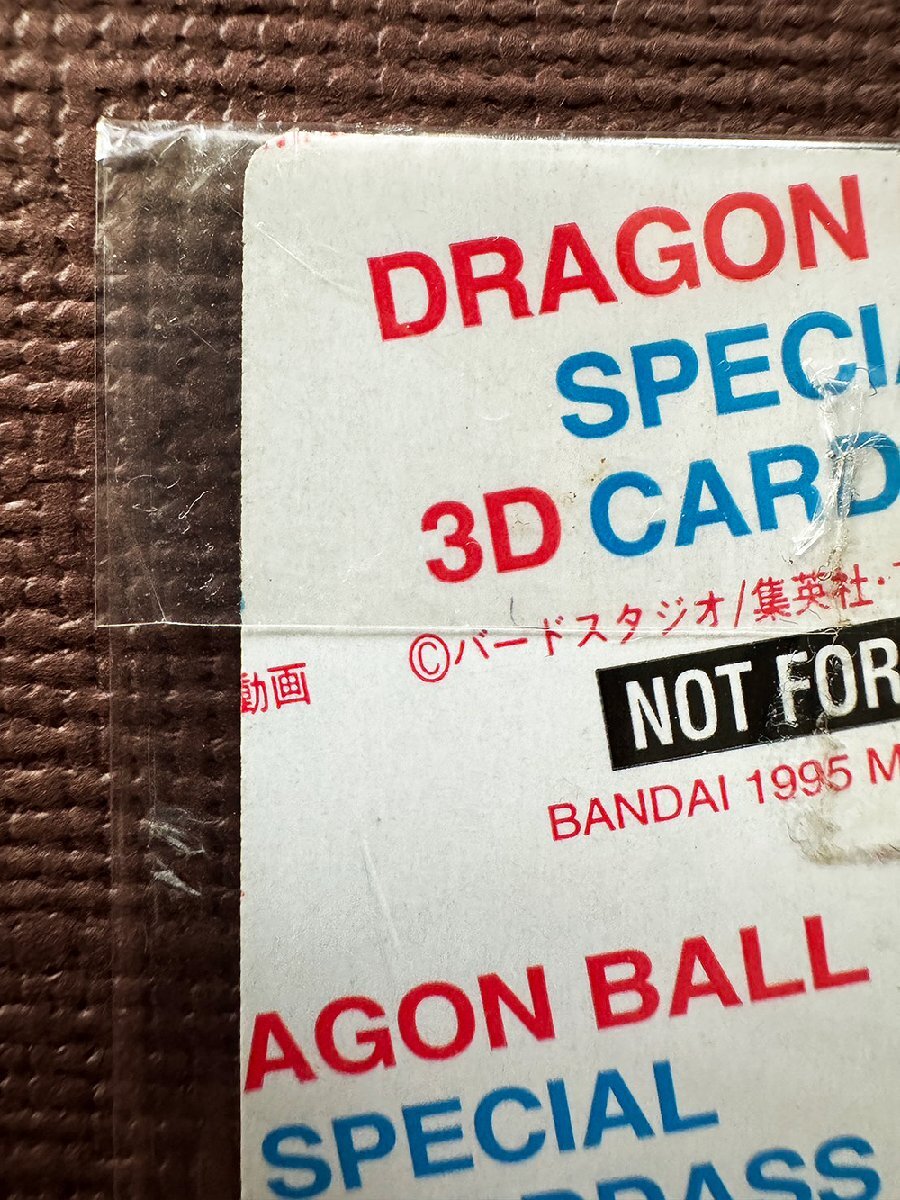 DRAGON
SPECIA
3D CARD
©バードスタジオ/集英社・
動画
NOT FOR
BANDAI 1995 M
AGON BALL
SPECIAL